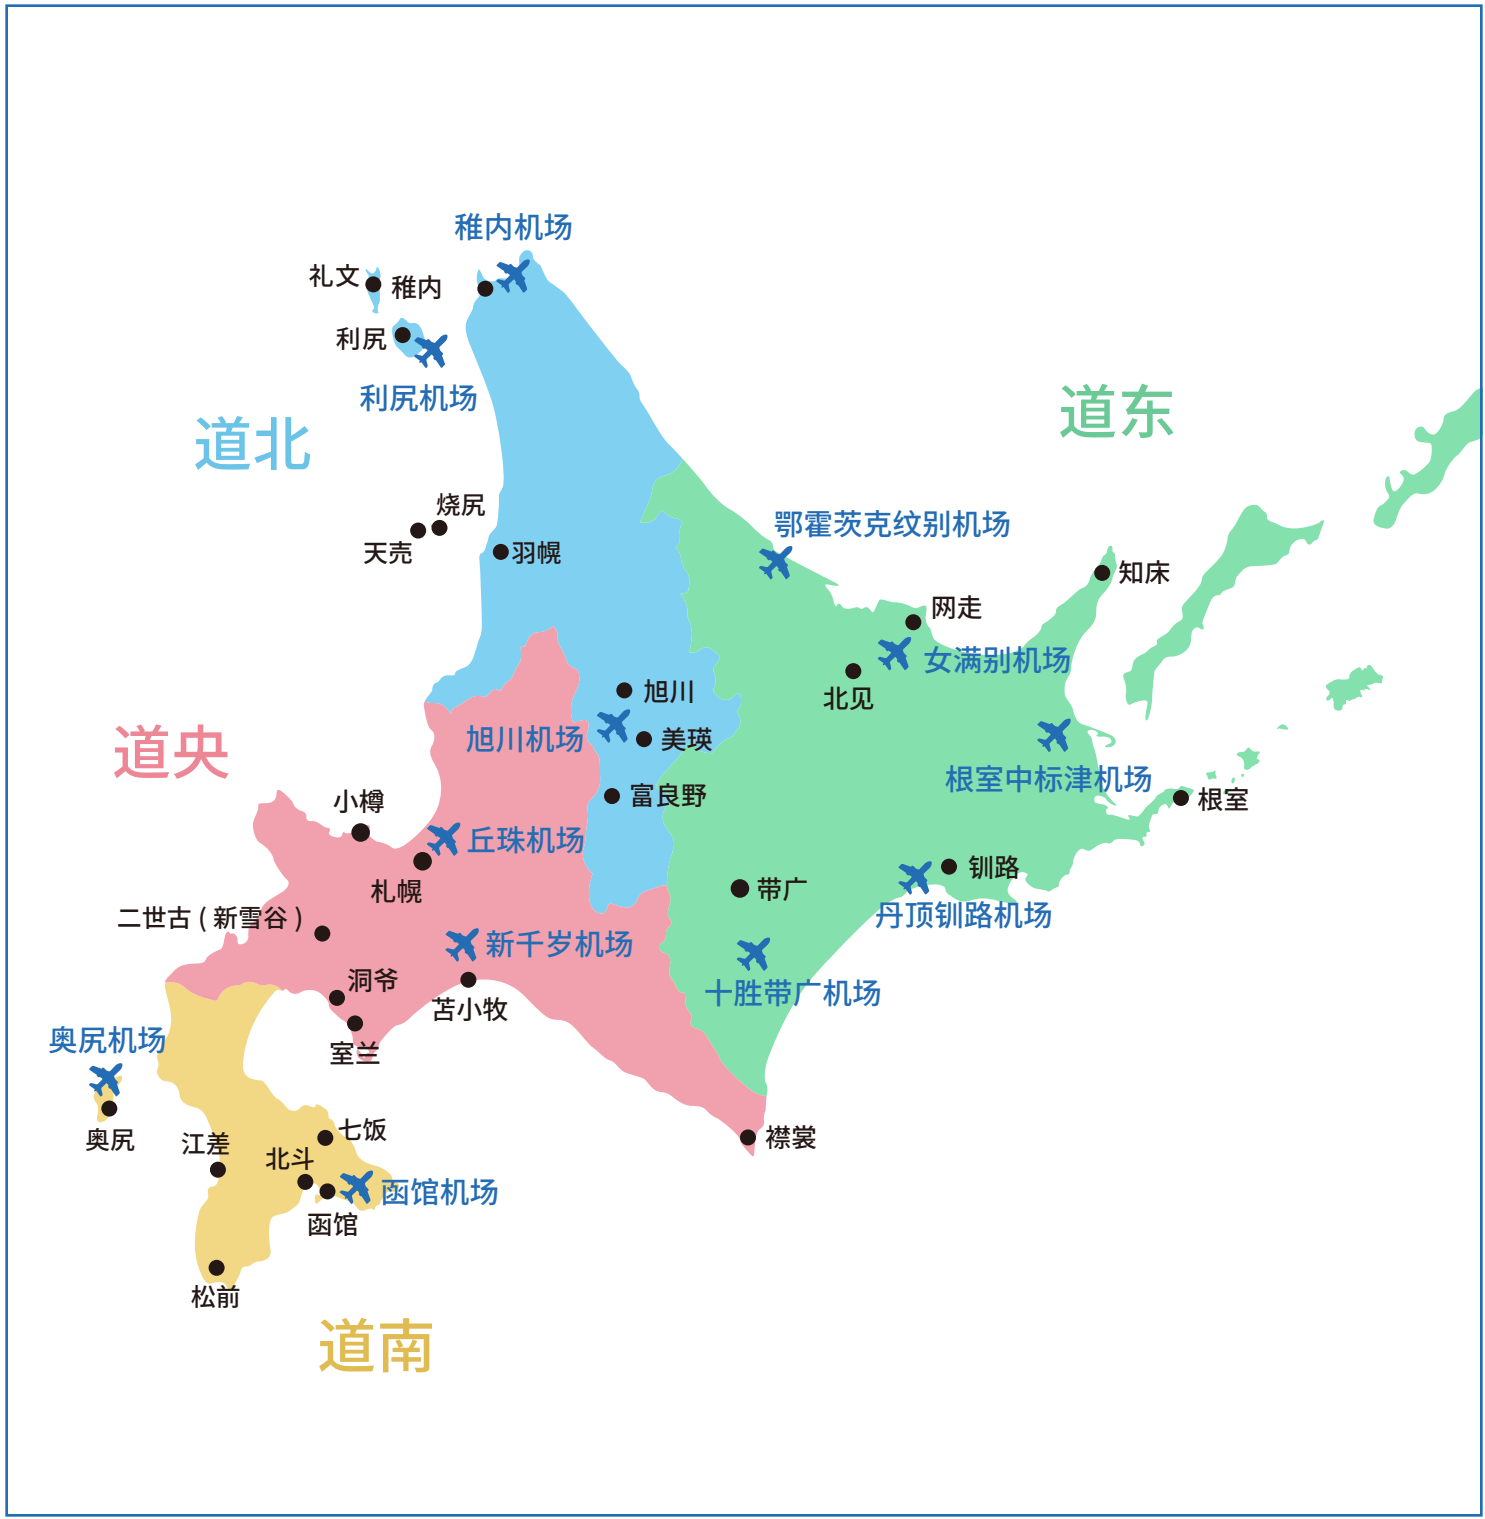 稚内机场
礼文
稚内
利尻
利尻机场
道北
道东
烧尻
天売
羽幌
鄂霍茨克纹别机场
知床
网走
女满别机场
北见
旭川
旭川机场
美瑛
道央
根室中标津机场
富良野
根室
小樽
丘珠机场
札幌
钏路
带广
丹顶钏路机场
二世古(新雪谷)
新千岁机场
洞爷
苫小牧
十胜带广机场
室兰
奥尻机场
奥尻
江差
七饭
北斗
襟裳
函馆机场
函馆
松前
道南